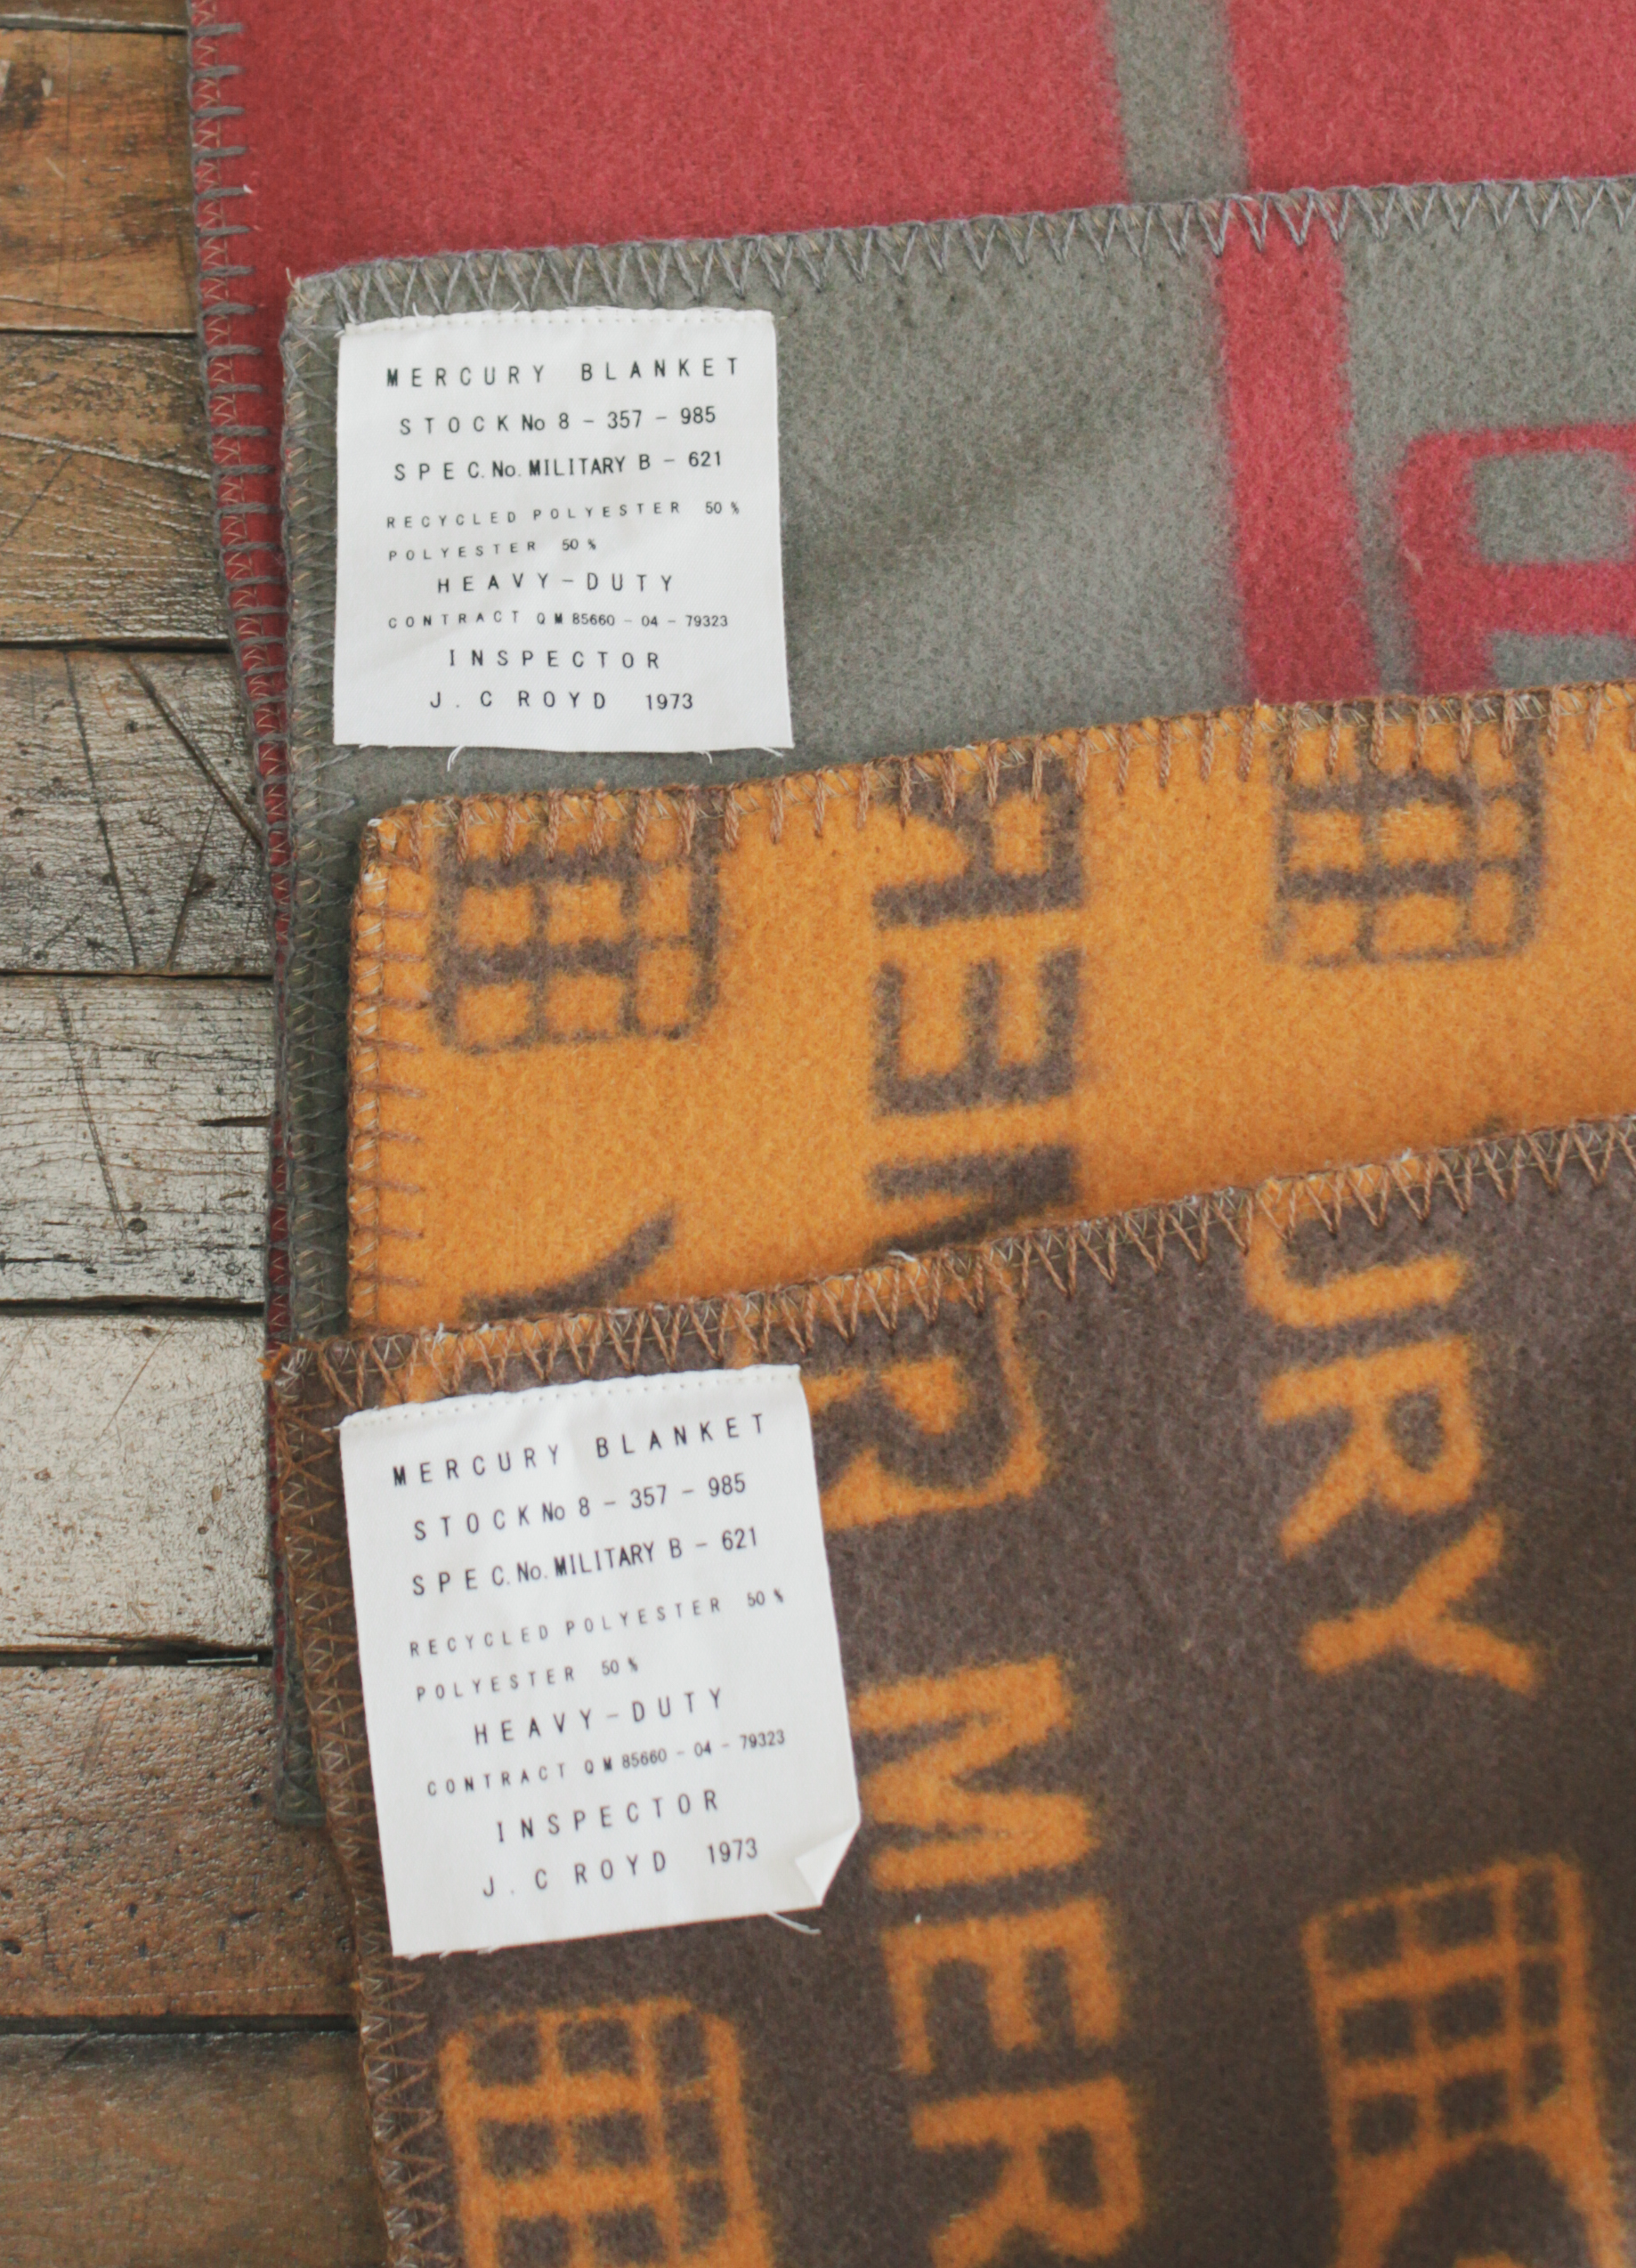 MERCURY BLANKET
STOCK No 8 - 357 - 985
SPEC. No. MILITARY B - 621
RECYCLED POLYESTER 50 %
POLYESTER 50 %
HEAVY-DUTY
CONTRACT QM 85660 - 04 - 79323
INSPECTOR
J. C ROYD 1973
MERCURY BLANKET
STOCK No 8 - 357 - 985
SPEC. No. MILITARY B - 621
RECYCLED POLYESTER 50 %
POLYESTER 50 %
HEAVY-DUTY
CONTRACT QM 85660 - 04 - 79323
INSPECTOR
J. C ROYD 1973
URY
MER